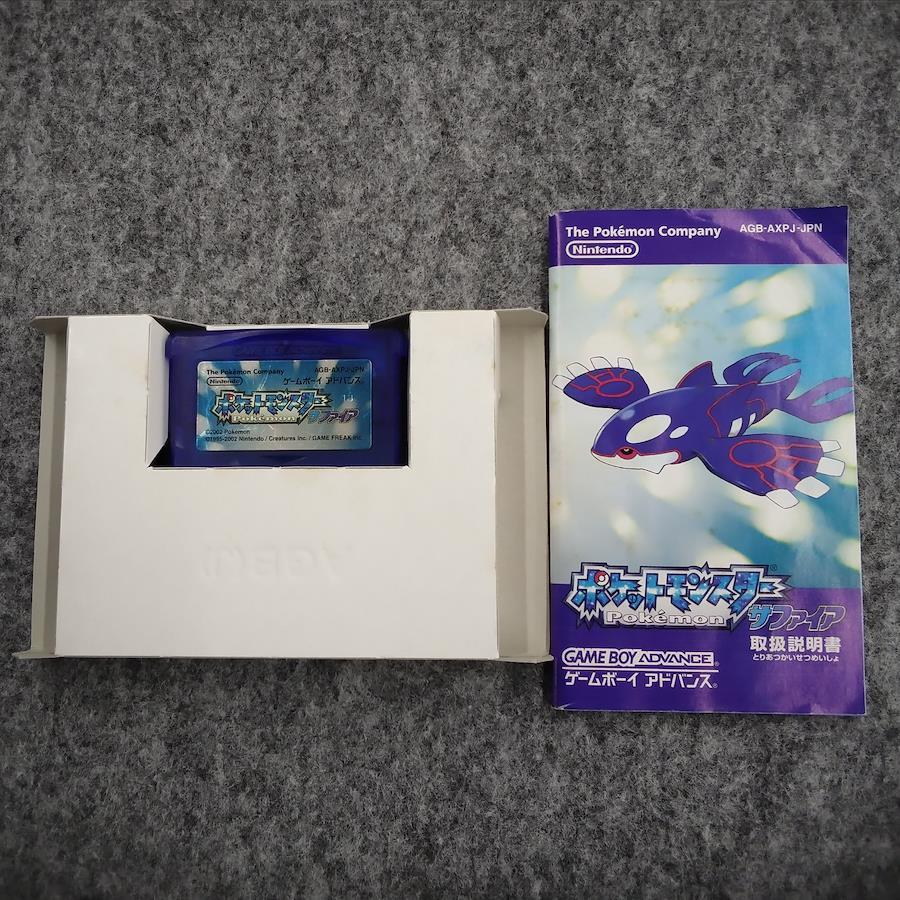 The Pokémon Company AGB-AXPJ-JPN
Nintendo
ゲームボーイ アドバンス®
ポケットモンスター
Pokémon サファイア
11
©2002 Pokémon
©1995-2002 Nintendo / Creatures Inc. / GAME FREAK inc.
AGB
The Pokémon Company AGB-AXPJ-JPN
Nintendo®
ポケットモンスター®
Pokémon サファイア
取扱説明書
とりあつかいせつめいしょ
GAME BOY ADVANCE®
ゲームボーイ アドバンス®